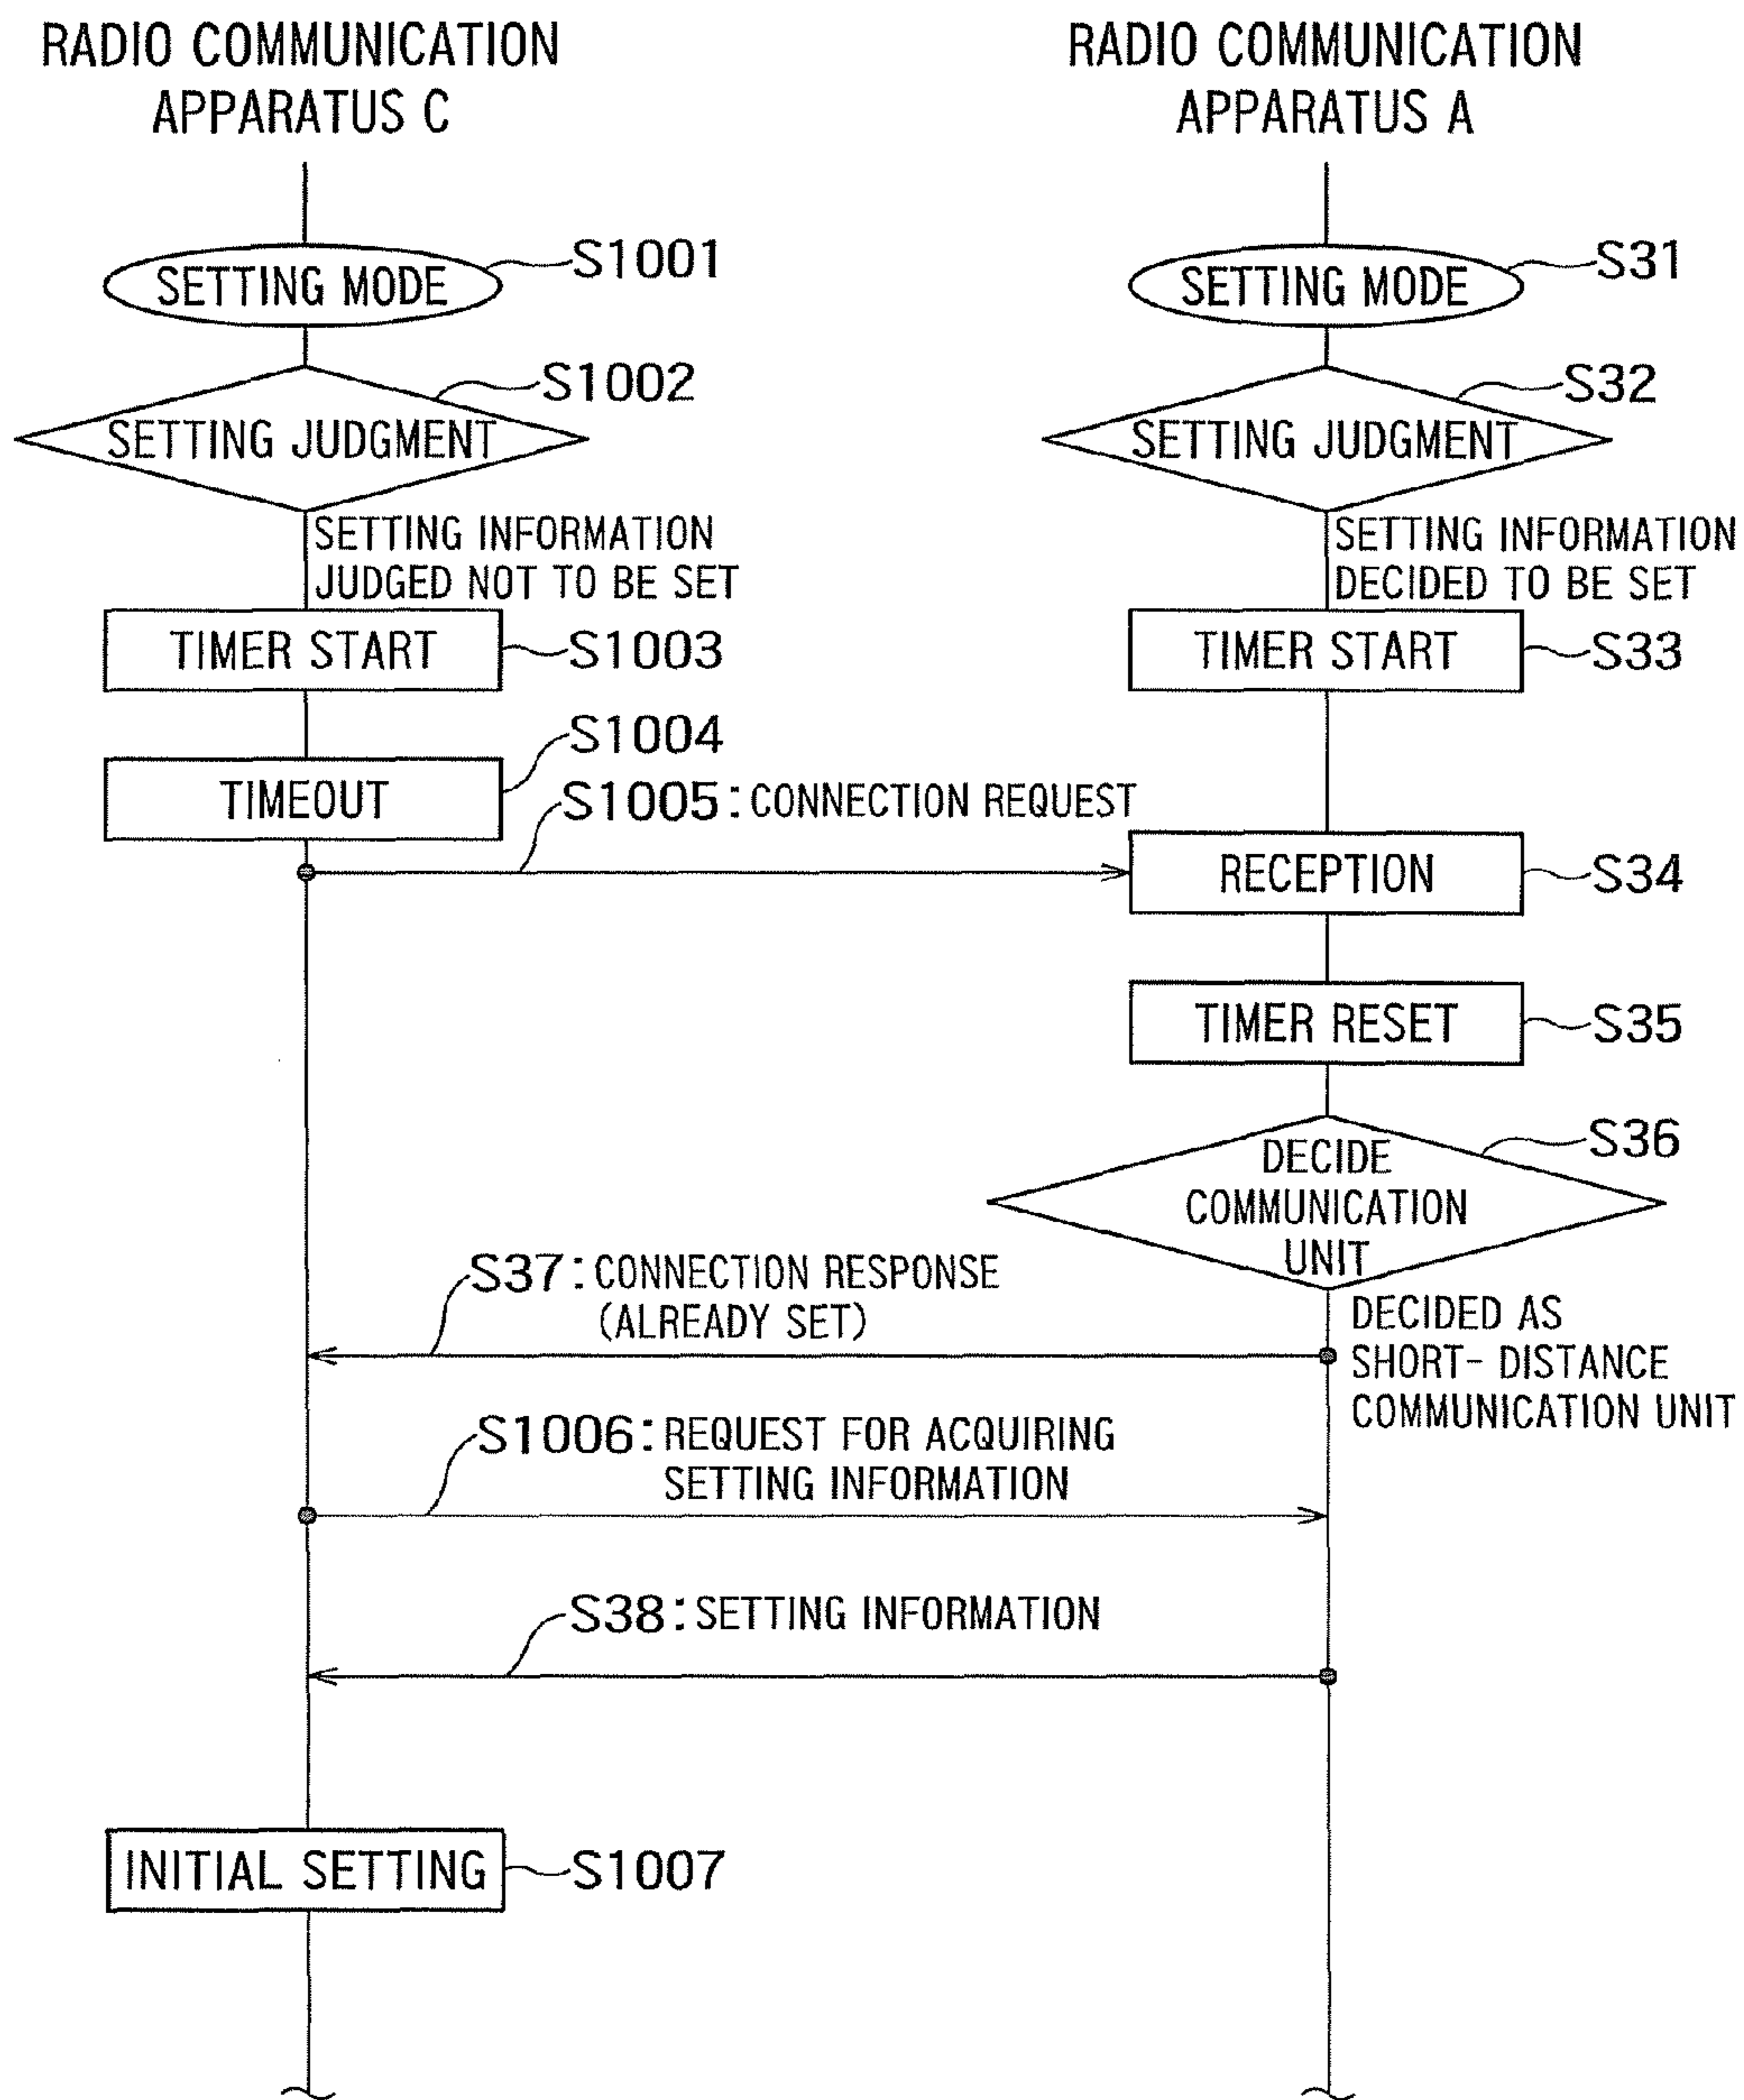 RADIO COMMUNICATION
APPARATUS C
RADIO COMMUNICATION
APPARATUS A
SETTING MODE
S1001
SETTING MODE
S31
SETTING JUDGMENT
S1002
SETTING JUDGMENT
S32
SETTING INFORMATION
JUDGED NOT TO BE SET
SETTING INFORMATION
DECIDED TO BE SET
TIMER START
S1003
TIMER START
S33
TIMEOUT
S1004
S1005: CONNECTION REQUEST
RECEPTION
S34
TIMER RESET
S35
DECIDE
COMMUNICATION
UNIT
S36
S37: CONNECTION RESPONSE
(ALREADY SET)
DECIDED AS
SHORT- DISTANCE
COMMUNICATION UNIT
S1006: REQUEST FOR ACQUIRING
SETTING INFORMATION
S38: SETTING INFORMATION
INITIAL SETTING
S1007